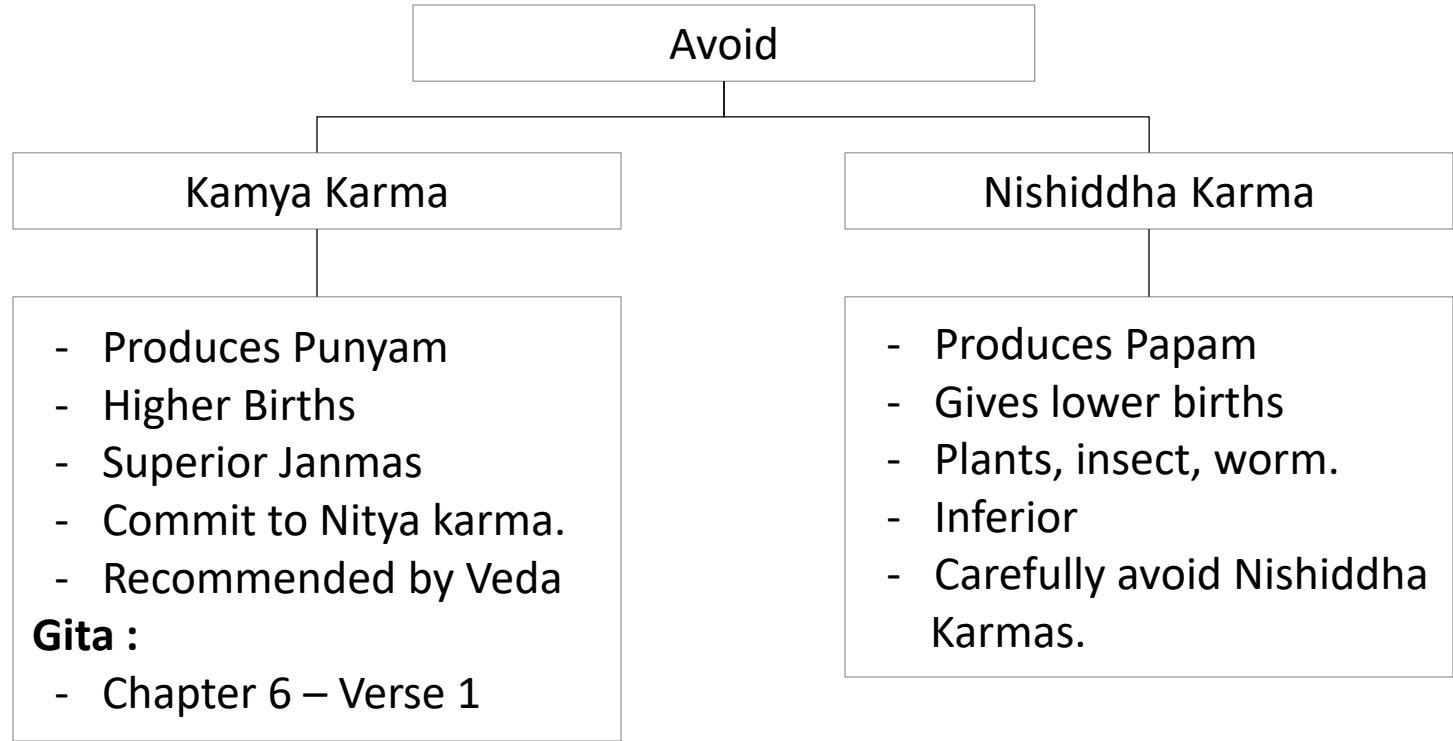 Avoid
Kamya Karma
- Produces Punyam
- Higher Births
- Superior Janmas
- Commit to Nitya karma.
- Recommended by Veda
Gita :
- Chapter 6 – Verse 1
Nishiddha Karma
- Produces Papam
- Gives lower births
- Plants, insect, worm.
- Inferior
- Carefully avoid Nishiddha
Karmas.